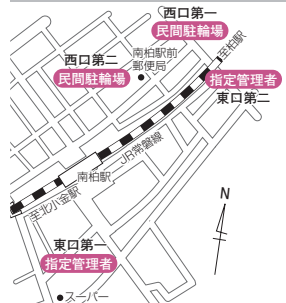 西口第一
民間駐輪場
西口第二
民間駐輪場
南柏駅前
郵便局
至柏駅
指定管理者
東口第二
JR常磐線
南柏駅
至北小金駅
N
東口第一
指定管理者
スーパー